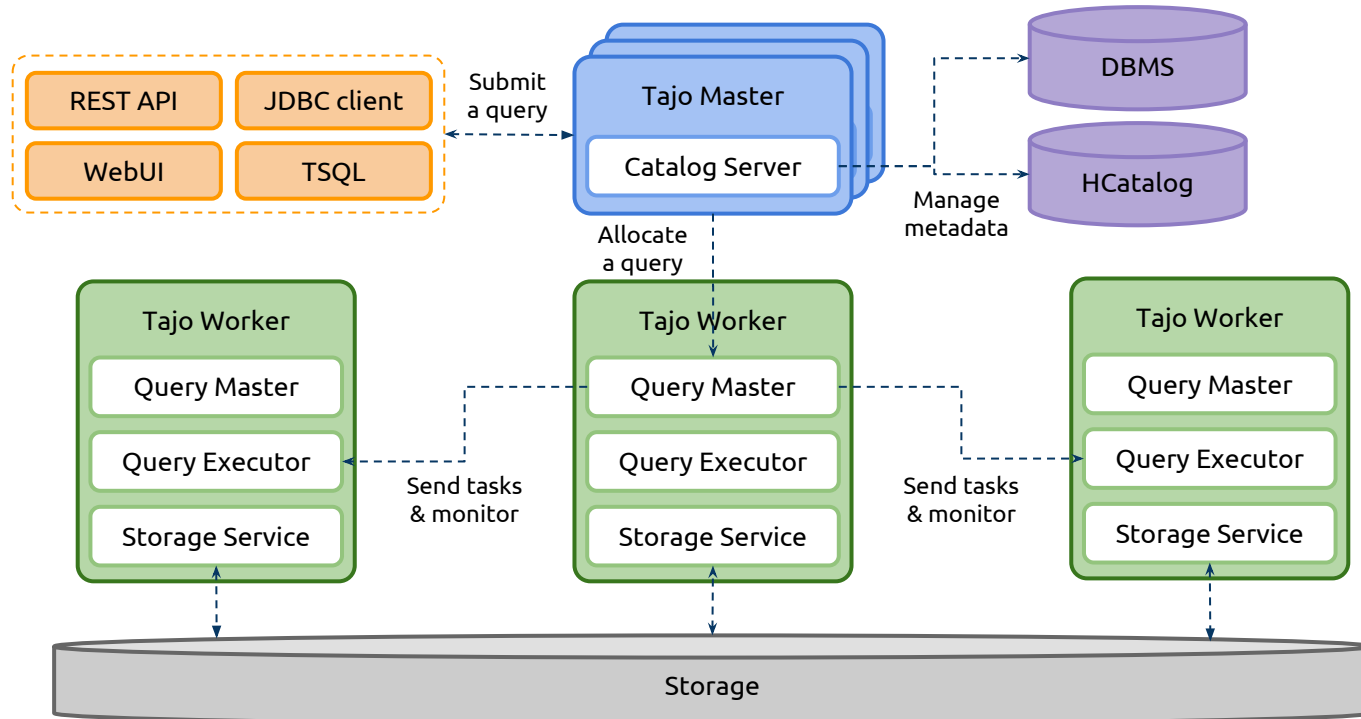 REST API
JDBC client
WebUI
TSQL
Submit
a query
Tajo Master
Catalog Server
DBMS
HCatalog
Manage
metadata
Allocate
a query
Tajo Worker
Query Master
Query Executor
Storage Service
Send tasks
& monitor
Tajo Worker
Query Master
Query Executor
Storage Service
Send tasks
& monitor
Tajo Worker
Query Master
Query Executor
Storage Service
Storage